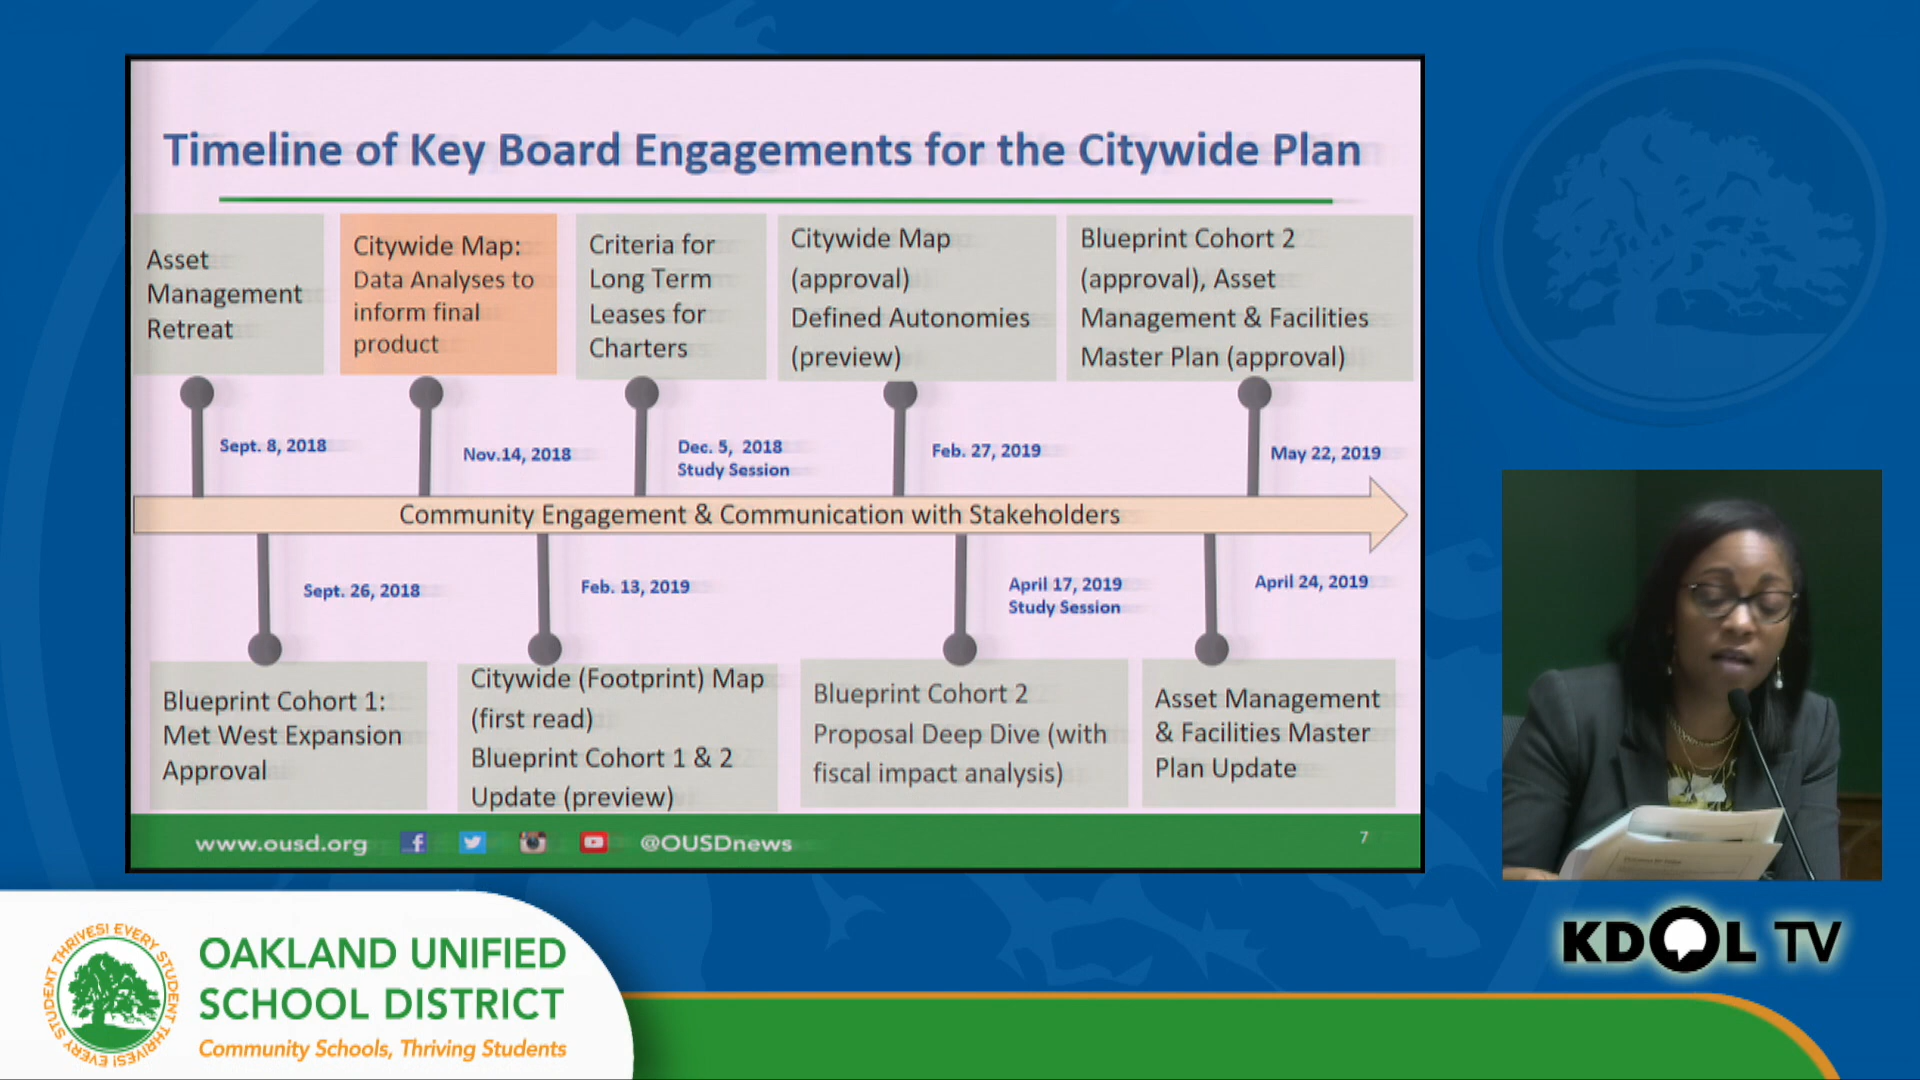 Timeline of Key Board Engagements for the Citywide Plan
Asset
Management
Retreat
Citywide Map:
Data Analyses to
inform final
product
Criteria for
Long Term
Leases for
Charters
Citywide Map
(approval)
Defined Autonomies
(preview)
Blueprint Cohort 2
(approval), Asset
Management & Facilities
Master Plan (approval)
Sept. 8, 2018
Nov.14, 2018
Dec. 5, 2018
Study Session
Feb. 27, 2019
May 22, 2019
Community Engagement & Communication with Stakeholders
Sept. 26, 2018
Feb. 13, 2019
April 17, 2019
Study Session
April 24, 2019
Blueprint Cohort 1:
Met West Expansion
Approval
Citywide (Footprint) Map
(first read)
Blueprint Cohort 1 & 2
Update (preview)
Blueprint Cohort 2
Proposal Deep Dive (with
fiscal impact analysis)
Asset Management
& Facilities Master
Plan Update
www.ousd.org
@OUSDnews
7
KDOL TV
EVERY STUDENT THRIVES! EVERY STUDENT THRIVES!
OAKLAND UNIFIED
SCHOOL DISTRICT
Community Schools, Thriving Students